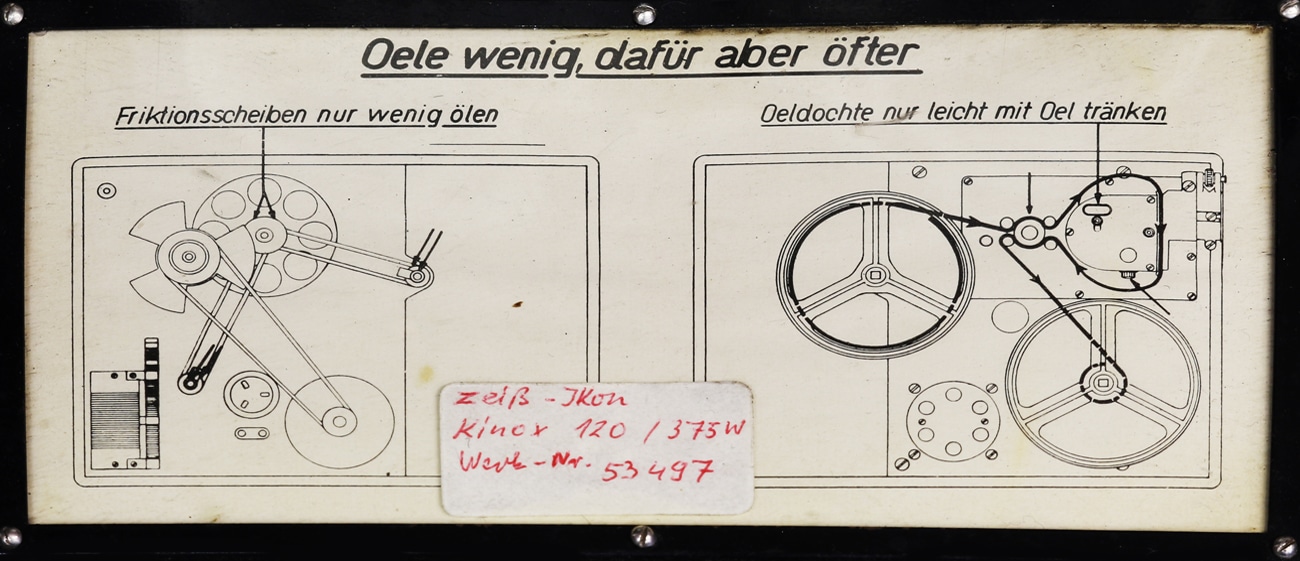 Oele wenig, dafür aber öfter
Friktionsscheiben nur wenig ölen
Oeldochte nur leicht mit Oel tränken
Zeiß - Ikon
Kinox 120 / 375W
Werk - Nr. 53497